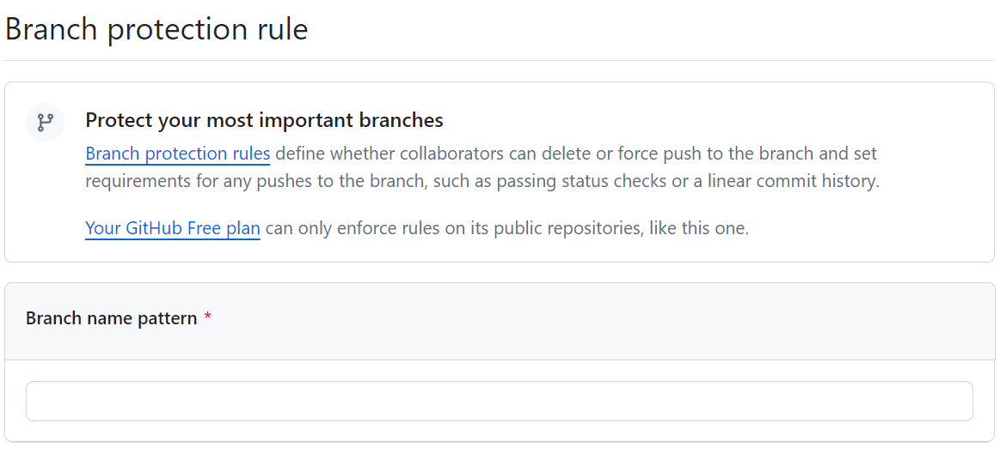 Branch protection rule
Protect your most important branches
Branch protection rules define whether collaborators can delete or force push to the branch and set
requirements for any pushes to the branch, such as passing status checks or a linear commit history.
Your GitHub Free plan can only enforce rules on its public repositories, like this one.
Branch name pattern *